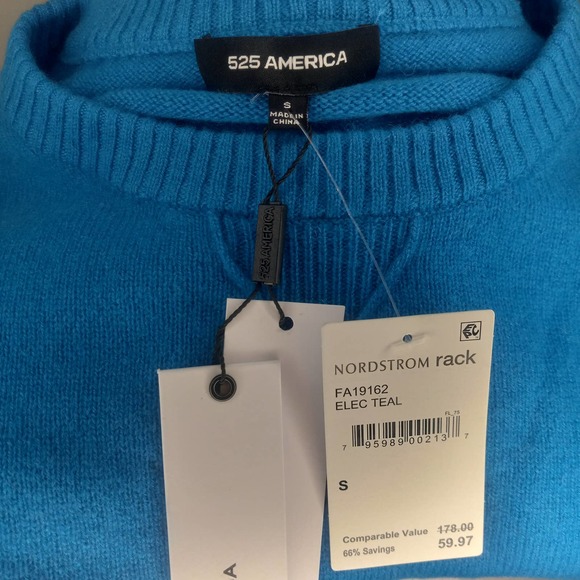 525 AMERICA
S
MADE IN
CHINA
525 AMERICA
NORDSTROM rack
FA19162
ELEC TEAL
FL_75
7 95989 00213 7
S
Comparable Value 178.00
66% Savings 59.97
A